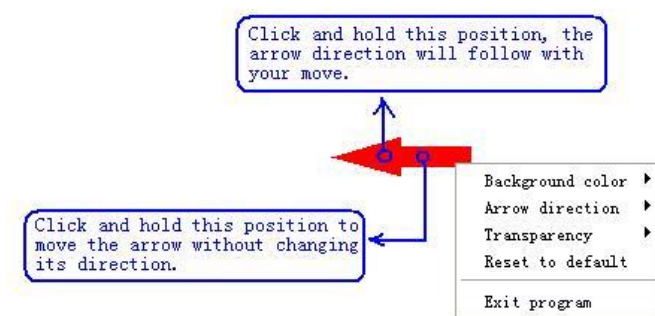 Click and hold this position, the
arrow direction will follow with
your move.
Click and hold this position to
move the arrow without changing
its direction.
Background color
Arrow direction
Transparency
Reset to default
Exit program